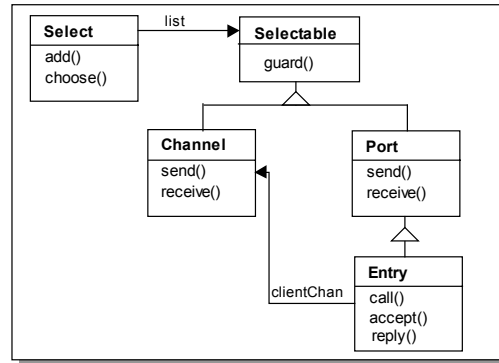 list
Select
add()
choose()
Selectable
guard()
Channel
send()
receive()
Port
send()
receive()
clientChan
Entry
call()
accept()
reply()